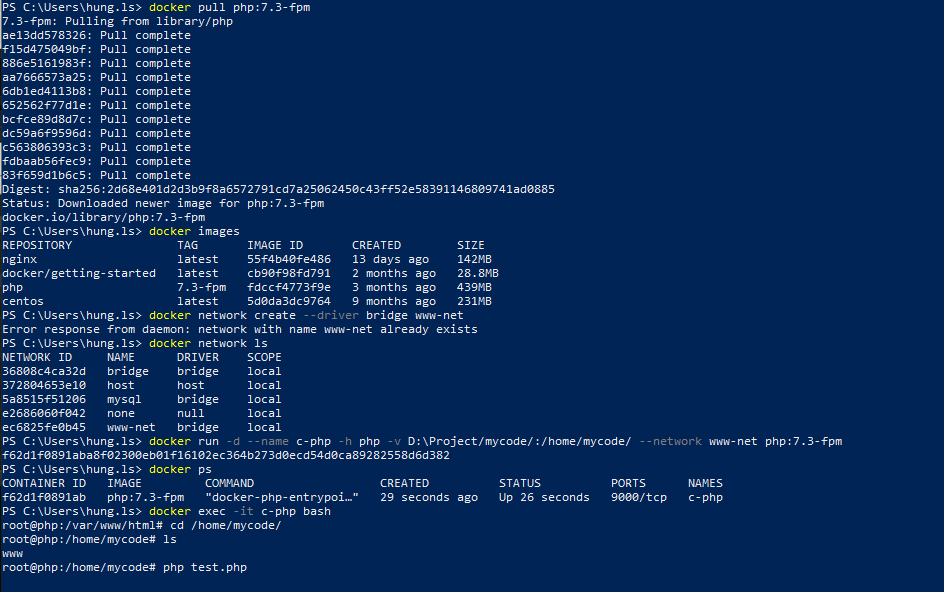 PS C:\Users\hung.ls> docker pull php:7.3-fpm
7.3-fpm: Pulling from library/php
ae13dd578326: Pull complete
f15d475049bf: Pull complete
886e5161983f: Pull complete
aa7666573a25: Pull complete
6db1ed4113b8: Pull complete
652562f77d1e: Pull complete
bcfce89d8d7c: Pull complete
dc59a6f9596d: Pull complete
c563806393c3: Pull complete
fdbaab56fec9: Pull complete
83f659d1b6c5: Pull complete
Digest: sha256:2d68e401d2d3b9f8a6572791cd7a25062450c43ff52e58391146809741ad0885
Status: Downloaded newer image for php:7.3-fpm
docker.io/library/php:7.3-fpm
PS C:\Users\hung.ls> docker images
REPOSITORY TAG IMAGE ID CREATED SIZE
nginx latest 55f4b40fe486 13 days ago 142MB
docker/getting-started latest cb90f98fd791 2 months ago 28.8MB
php 7.3-fpm fdccf4773f9e 3 months ago 439MB
centos latest 5d0da3dc9764 9 months ago 231MB
PS C:\Users\hung.ls> docker network create --driver bridge www-net
Error response from daemon: network with name www-net already exists
PS C:\Users\hung.ls> docker network ls
NETWORK ID NAME DRIVER SCOPE
36808c4ca32d bridge bridge local
372804653e10 host host local
5a8515f51206 mysql bridge local
e2686060f042 none null local
ec6825fe0b45 www-net bridge local
PS C:\Users\hung.ls> docker run -d --name c-php -h php -v D:\Project/mycode/:/home/mycode/ --network www-net php:7.3-fpm
f62d1f0891aba8f02300eb01f16102ec364b273d0ecd54d0ca89282558d6d382
PS C:\Users\hung.ls> docker ps
CONTAINER ID IMAGE COMMAND CREATED STATUS PORTS NAMES
f62d1f0891ab php:7.3-fpm "docker-php-entrypoi…" 29 seconds ago Up 26 seconds 9000/tcp c-php
PS C:\Users\hung.ls> docker exec -it c-php bash
root@php:/var/www/html# cd /home/mycode/
root@php:/home/mycode# ls
www
root@php:/home/mycode# php test.php